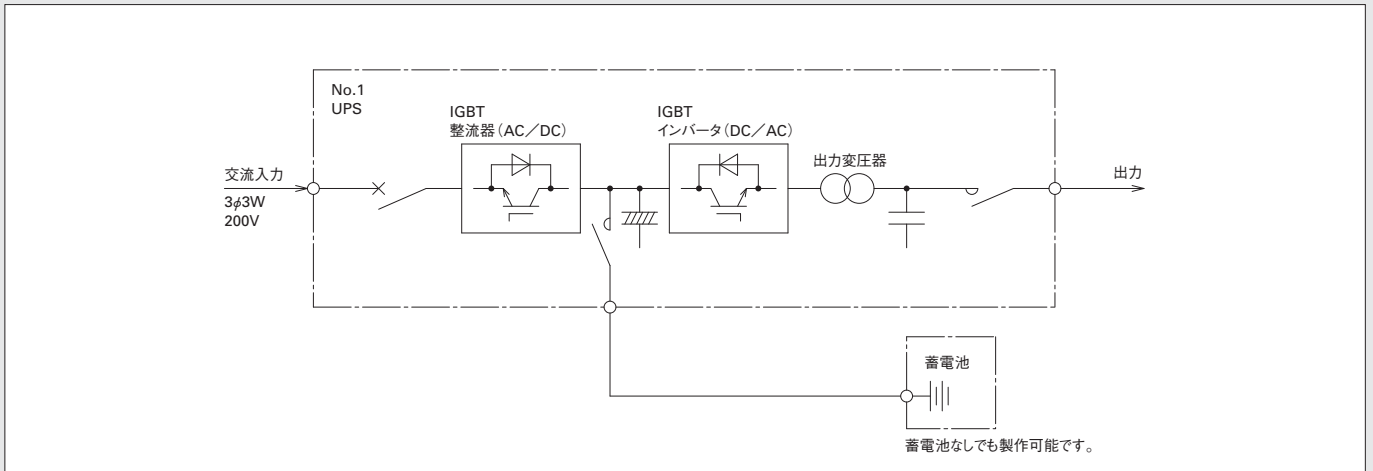 No.1
UPS
IGBT
整流器（AC／DC）
IGBT
インバータ（DC／AC）
出力変圧器
交流入力
3φ3W
200V
出力
蓄電池
蓄電池なしでも製作可能です。